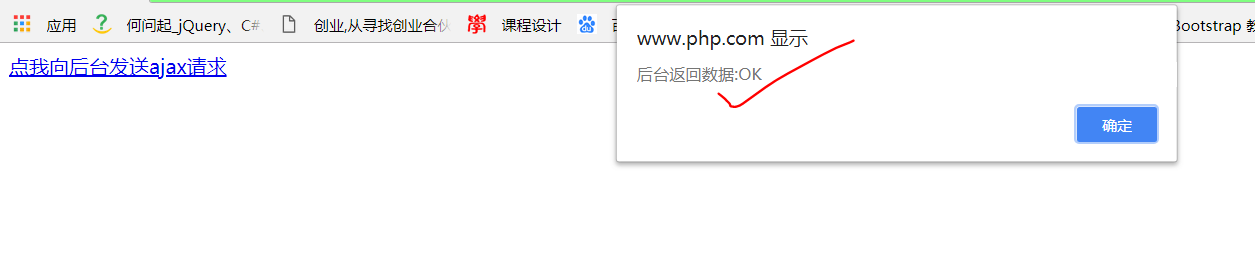 应用 何问起_jQuery、C# 创业,从寻找创业合伙 學 课程设计
Bootstrap
点我向后台发送ajax请求
www.php.com 显示
后台返回数据:OK
确定